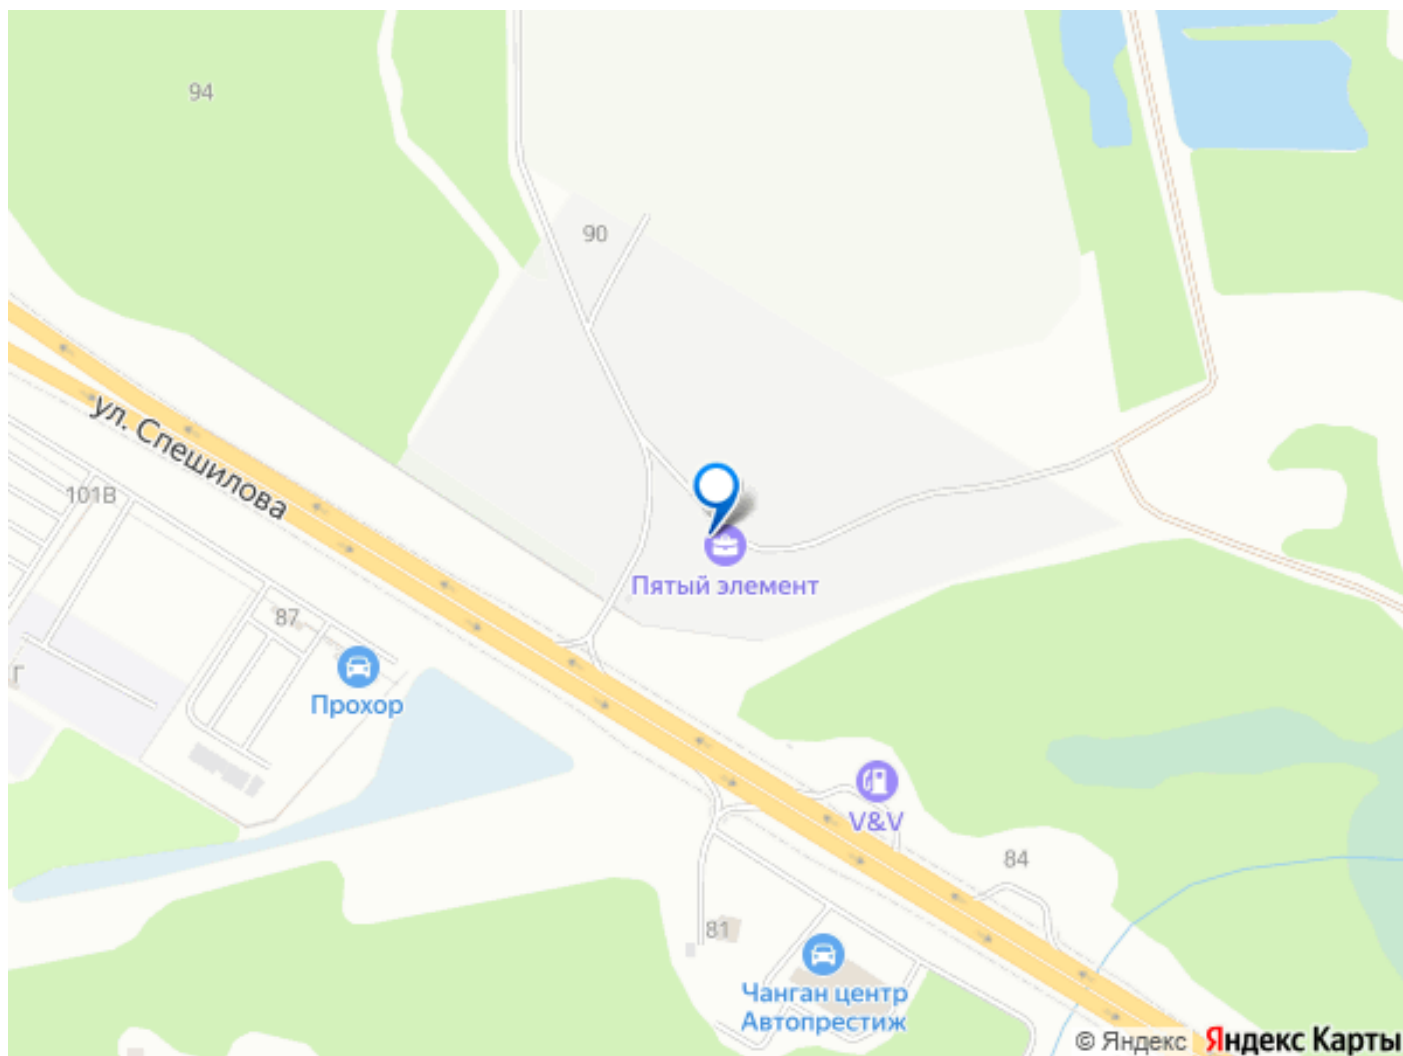 94
90
ул. Спешилова
101В
Пятый элемент
87
Г
Прохор
V&V
84
81
Чанган центр
Автопрестиж
© Яндекс Яндекс Карты